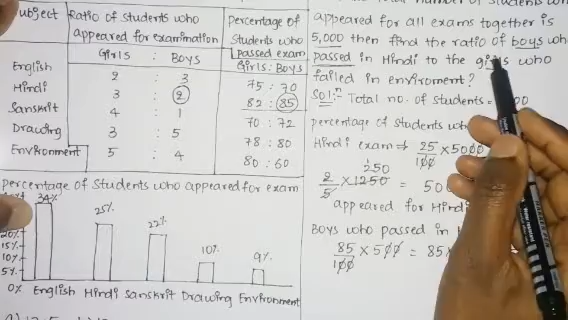 ubject
Ratio of students who
appeared for examination
Girls : Boys
percentage of
Students who
passed exam
Girls : Boys
English 2 : 3 75 : 70
Hindi 3 : 2 82 : 85
Sanskrit 4 : 1 70 : 72
Drawing 3 : 5 78 : 80
Environment 5 : 4 80 : 60
percentage of students who appeared for exam
34%
25%
22%
10%
9%
15%
10%
5%
0%
English Hindi Sanskrit Drawing Environment
appeared for all exams together is
5,000 then find the ratio of boys who
passed in Hindi to the girls who
failed in enviroment?
Sol:n Total no. of students =
percentage of students
Hindi exam ⇒ 25/100 × 5000
250
2/5 × 1250 = 50
appeared for Hindi
Boys who passed in
85/100 × 500 = 85